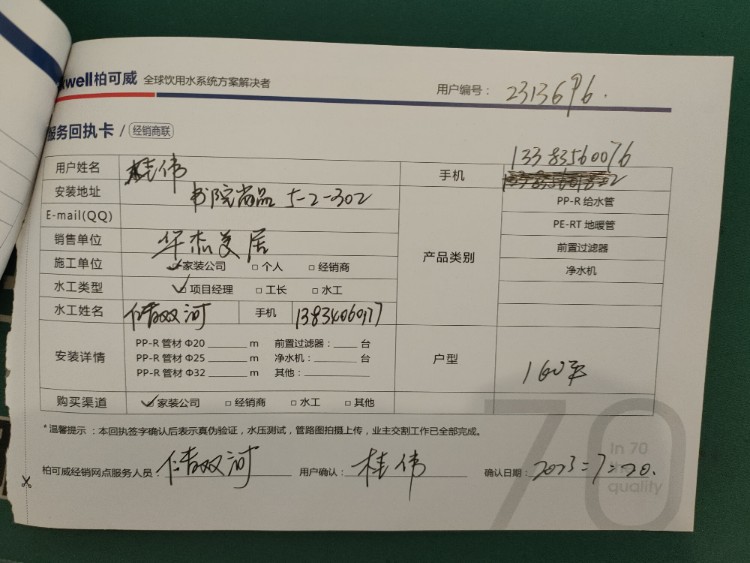 well柏可威 全球饮用水系统方案解决者
用户编号： 2313696.
服务回执卡 / 经销商联
用户姓名 桂伟 手机 13383560076
安装地址 书院尚品 5-2-302 PP-R 给水管
E-mail(QQ) PE-RT 地暖管
销售单位 华杰美居 产品类别 前置过滤器
施工单位 ☑家装公司 □个人 □经销商 净水机
水工类型 ☑项目经理 □工长 □水工
水工姓名 双河 手机 13834060177
安装详情 PP-R 管材 Φ20 ______ m 前置过滤器：____ 台 户型 160平
PP-R 管材 Φ25 ______ m 净水机：____ 台
PP-R 管材 Φ32 ______ m 其他：____
购买渠道 ☑家装公司 □经销商 □水工 □其他
*温馨提示：本回执签字确认后表示真伪验证，水压测试，管路图拍摄上传，业主交割工作已全部完成。
柏可威经销网点服务人员： 双河 用户确认： 桂伟 确认日期： 2023=7=20.
70
In 70
quality